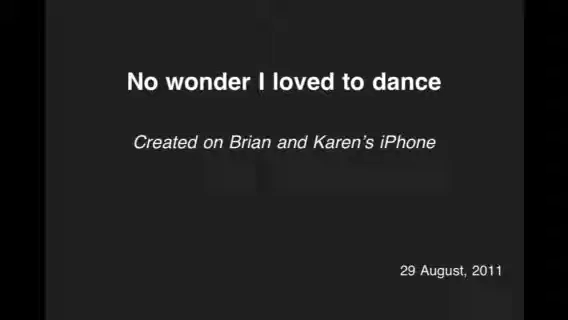 No wonder I loved to dance
Created on Brian and Karen's iPhone
29 August, 2011